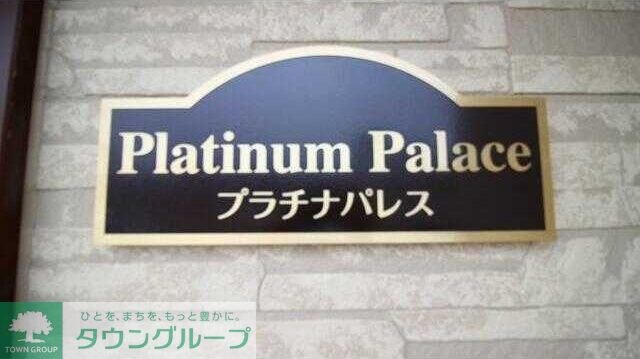 Platinum Palace
プラチナパレス
ひとを、まちを、もっと豊かに。
タウングループ
TOWN GROUP